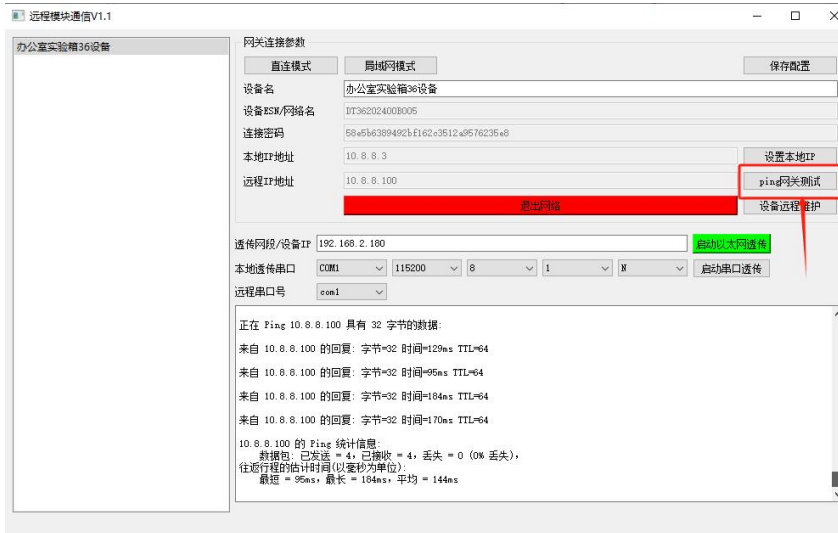 远程模块通信V1.1
办公室实验箱36设备
网关连接参数
直连模式 局域网模式 保存配置
设备名 办公室实验箱36设备
设备ESN/网络名 DT36202400B005
连接密码 58e5b6389492bf162c3512a9576235e8
本地IP地址 10.8.8.3 设置本地IP
远程IP地址 10.8.8.100 ping网关测试
退出网络 设备远程维护
透传网段/设备IP 192.168.2.180 启动以太网透传
本地透传串口 COM1 115200 8 1 N 启动串口透传
远程串口号 com1
正在 Ping 10.8.8.100 具有 32 字节的数据:
来自 10.8.8.100 的回复: 字节=32 时间=129ms TTL=64
来自 10.8.8.100 的回复: 字节=32 时间=95ms TTL=64
来自 10.8.8.100 的回复: 字节=32 时间=184ms TTL=64
来自 10.8.8.100 的回复: 字节=32 时间=170ms TTL=64
10.8.8.100 的 Ping 统计信息:
数据包: 已发送 = 4，已接收 = 4，丢失 = 0 (0% 丢失)，
往返行程的估计时间(以毫秒为单位):
最短 = 95ms，最长 = 184ms，平均 = 144ms